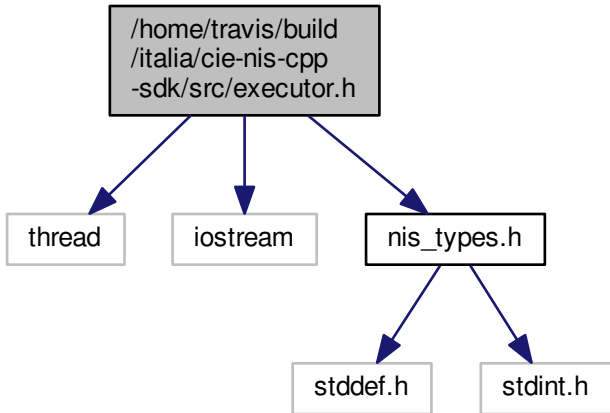 /home/travis/build
/italia/cie-nis-cpp
-sdk/src/executor.h
thread
iostream
nis_types.h
stddef.h
stdint.h